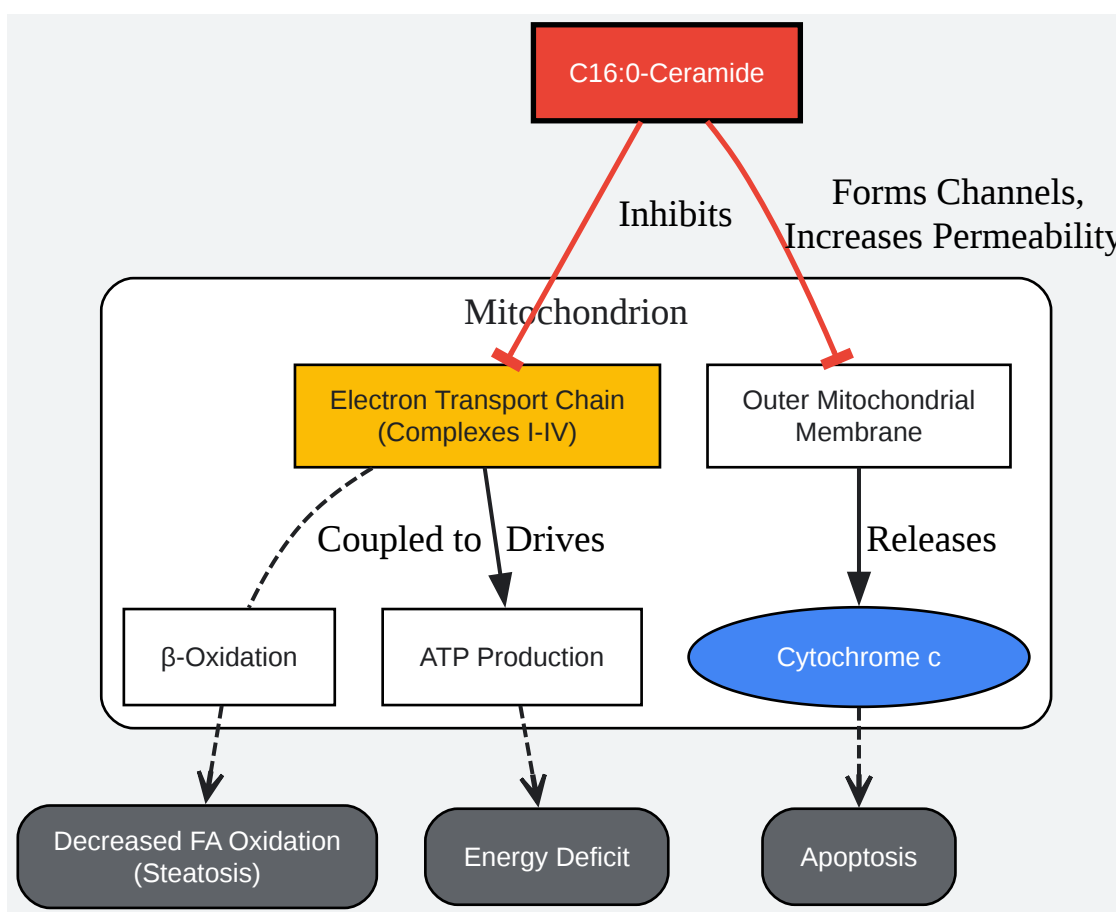 C16:0-Ceramide
Inhibits
Forms Channels,
Increases Permeability
Mitochondrion
Electron Transport Chain
(Complexes I-IV)
Outer Mitochondrial
Membrane
Coupled to
Drives
Releases
β-Oxidation
ATP Production
Cytochrome c
Decreased FA Oxidation
(Steatosis)
Energy Deficit
Apoptosis